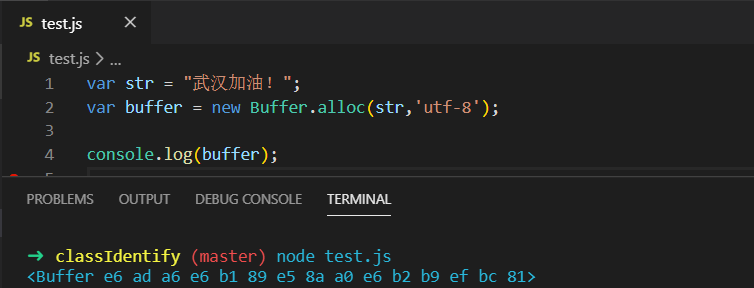 JS test.js ×
JS test.js > ...
1 var str = "武汉加油！";
2 var buffer = new Buffer.alloc(str,'utf-8');
3
4 console.log(buffer);
5
PROBLEMS OUTPUT DEBUG CONSOLE TERMINAL
➜ classIdentify (master) node test.js
<Buffer e6 ad a6 e6 b1 89 e5 8a a0 e6 b2 b9 ef bc 81>